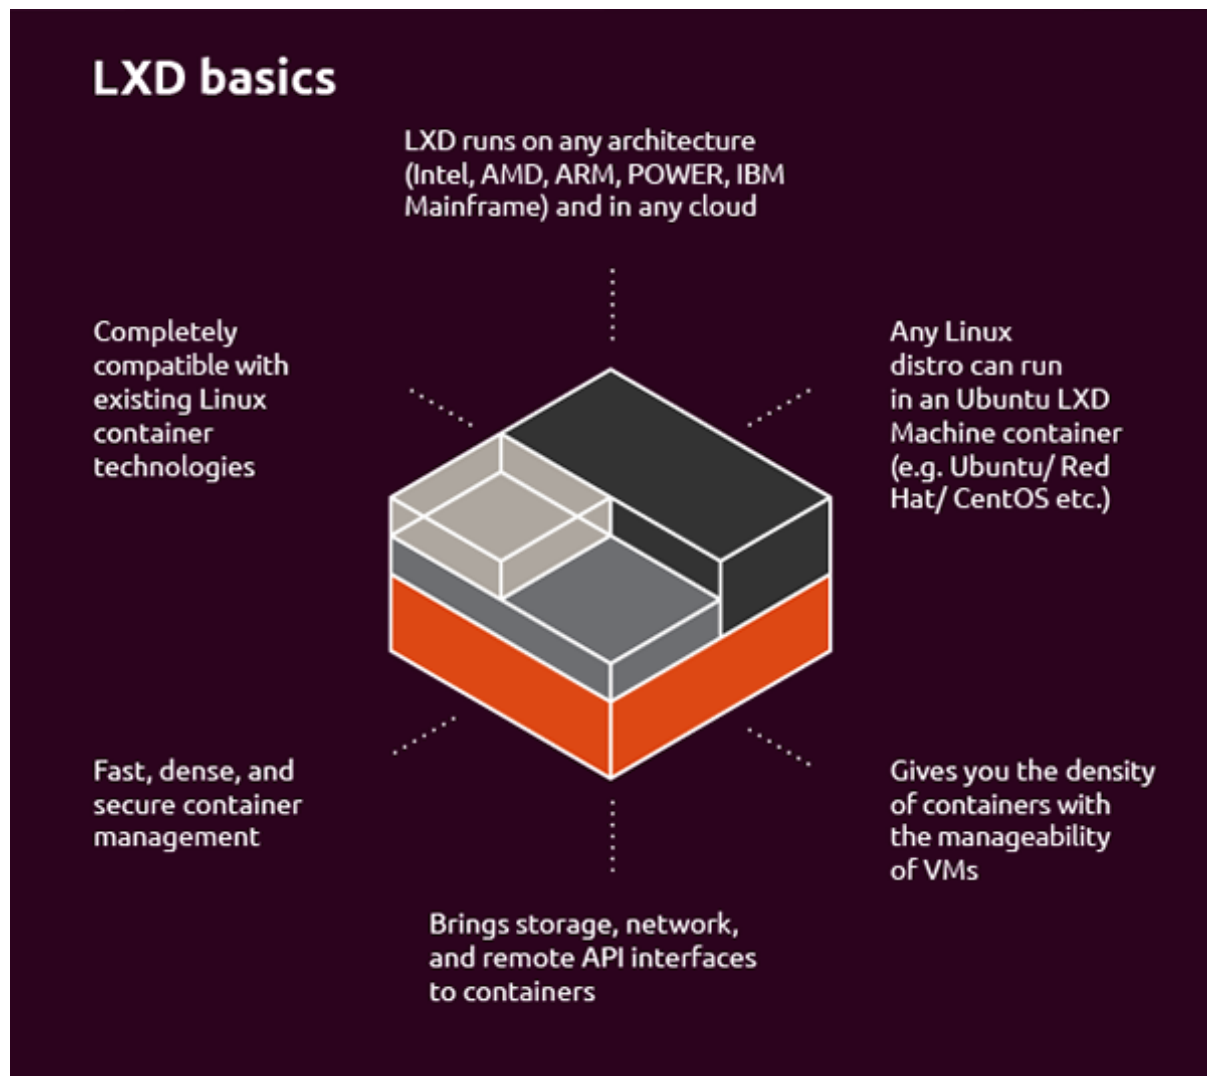 LXD basics
LXD runs on any architecture
(Intel, AMD, ARM, POWER, IBM
Mainframe) and in any cloud
Completely
compatible with
existing Linux
container
technologies
Any Linux
distro can run
in an Ubuntu LXD
Machine container
(e.g. Ubuntu/ Red
Hat/ CentOS etc.)
Fast, dense, and
secure container
management
Gives you the density
of containers with
the manageability
of VMs
Brings storage, network,
and remote API interfaces
to containers